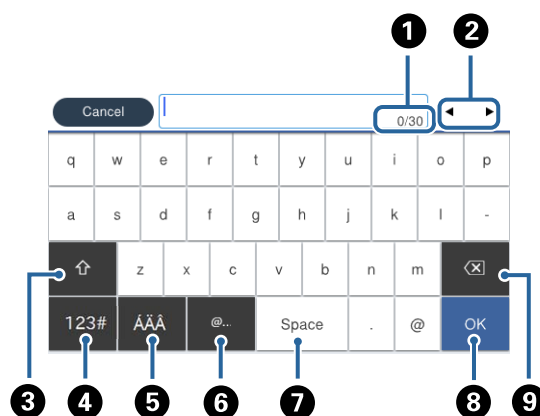 1 2
Cancel 0/30
q w e r t y u i o p
a s d f g h j k l -
z x c v b n m
123# ÁÄÂ @... Space . @ OK
3 4 5 6 7 8 9